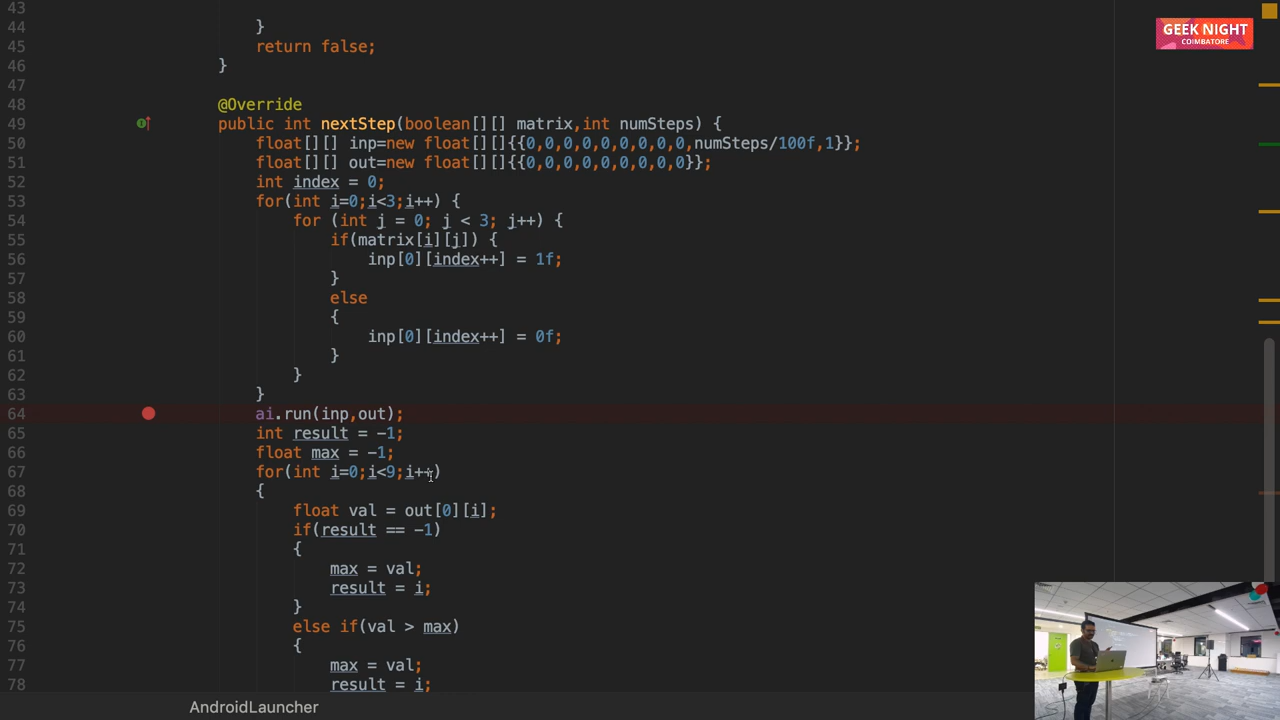 GEEK NIGHT
COIMBATORE
43
44 }
45 return false;
46 }
47
48 @Override
49 public int nextStep(boolean[][] matrix,int numSteps) {
50 float[][] inp=new float[][]{{0,0,0,0,0,0,0,0,0,numSteps/100f,1}};
51 float[][] out=new float[][]{{0,0,0,0,0,0,0,0,0}};
52 int index = 0;
53 for(int i=0;i<3;i++) {
54 for (int j = 0; j < 3; j++) {
55 if(matrix[i][j]) {
56 inp[0][index++] = 1f;
57 }
58 else
59 {
60 inp[0][index++] = 0f;
61 }
62 }
63 }
64 ai.run(inp,out);
65 int result = -1;
66 float max = -1;
67 for(int i=0;i<9;i++)
68 {
69 float val = out[0][i];
70 if(result == -1)
71 {
72 max = val;
73 result = i;
74 }
75 else if(val > max)
76 {
77 max = val;
78 result = i;
AndroidLauncher